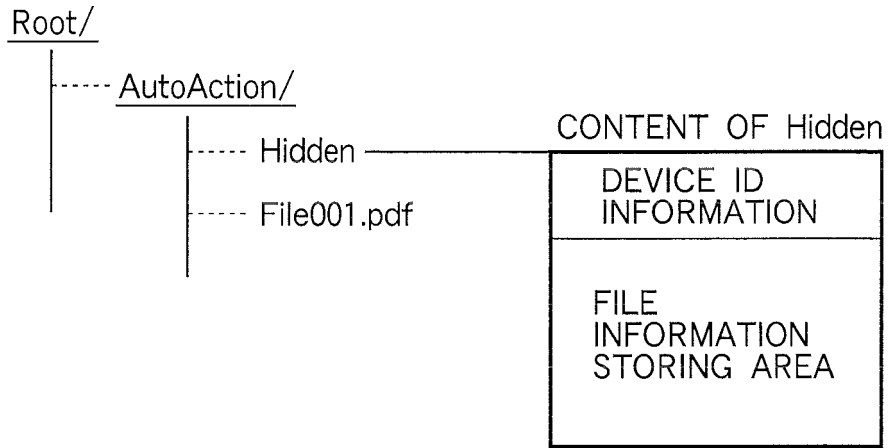 Root/
AutoAction/
CONTENT OF Hidden
Hidden
DEVICE ID
INFORMATION
File001.pdf
FILE
INFORMATION
STORING AREA